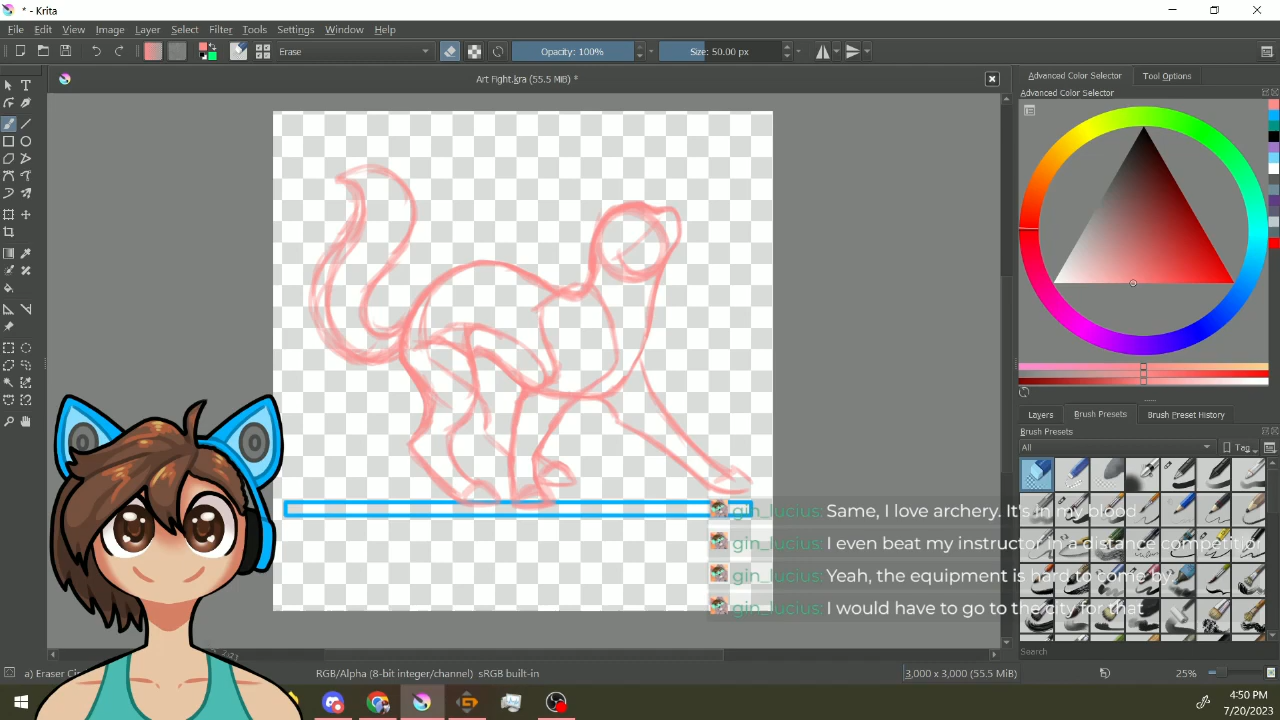 * - Krita
File Edit View Image Layer Select Filter Tools Settings Window Help
Erase Opacity: 100% Size: 50.00 px
Art Fight.kra (55.5 MiB) *
Advanced Color Selector Tool Options
Advanced Color Selector
Layers Brush Presets Brush Preset History
Brush Presets
All Tag
gin_lucius: Same, I love archery. It's in my blood
gin_lucius: I even beat my instructor in a distance competition
gin_lucius: Yeah, the equipment is hard to come by
gin_lucius: I would have to go to the city for that
Search
a) Eraser Ci RGB/Alpha (8-bit integer/channel) sRGB built-in 3,000 x 3,000 (55.5 MiB) 25%
4:50 PM
7/20/2023